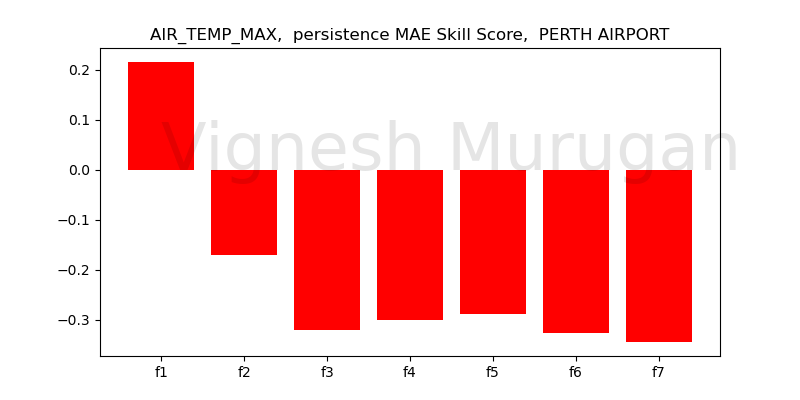 AIR_TEMP_MAX,  persistence MAE Skill Score,  PERTH AIRPORT
0.2
0.1
0.0
−0.1
−0.2
−0.3
Vignesh Murugan
f1 f2 f3 f4 f5 f6 f7